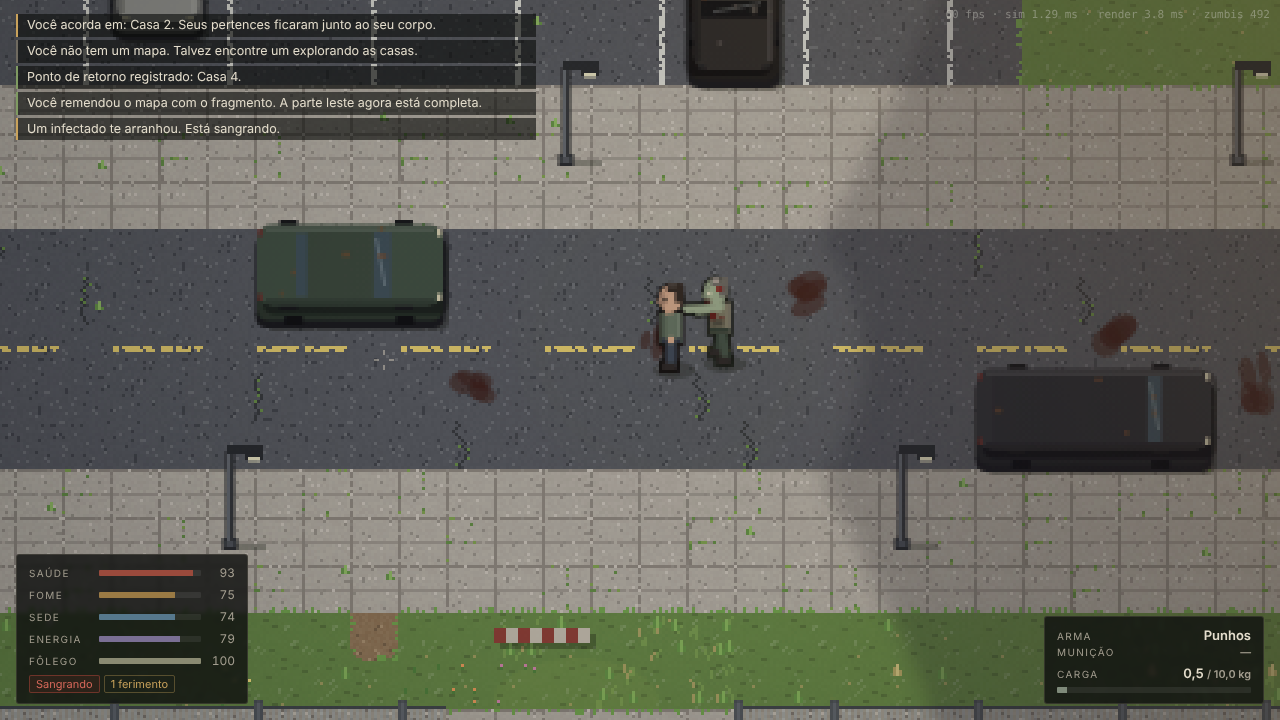 Você acorda em: Casa 2. Seus pertences ficaram junto ao seu corpo.
Você não tem um mapa. Talvez encontre um explorando as casas.
Ponto de retorno registrado: Casa 4.
Você remendou o mapa com o fragmento. A parte leste agora está completa.
Um infectado te arranhou. Está sangrando.
fps · sim 1.29 ms · render 3.8 ms · zumbis 492
SAÚDE 93
FOME 75
SEDE 74
ENERGIA 79
FÔLEGO 100
Sangrando 1 ferimento
ARMA Punhos
MUNIÇÃO —
CARGA 0,5 / 10,0 kg